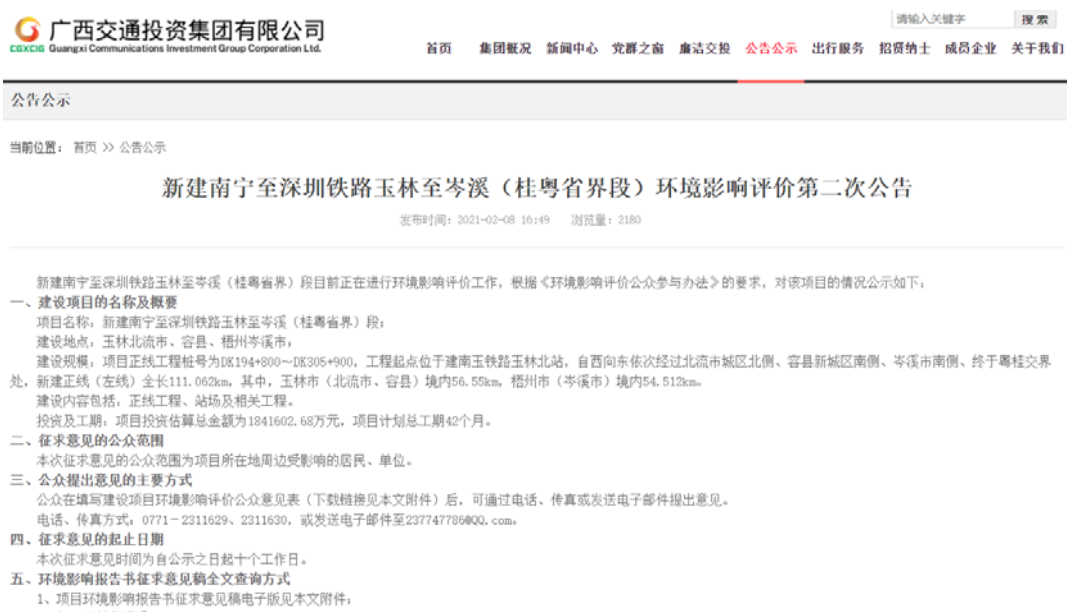 广西交通投资集团有限公司
CGXCIG Guangxi Communications Investment Group Corporation Ltd.
请输入关键字 搜索
首页 集团概况 新闻中心 党群之窗 廉洁交投 公告公示 出行服务 招贤纳士 成员企业 关于我们
公告公示
当前位置： 首页 >> 公告公示
新建南宁至深圳铁路玉林至岑溪（桂粤省界段）环境影响评价第二次公告
发布时间：2021-02-08 16:49 浏览量：2180
新建南宁至深圳铁路玉林至岑溪（桂粤省界）段目前正在进行环境影响评价工作，根据《环境影响评价公众参与办法》的要求，对该项目的情况公示如下：
一、建设项目的名称及概要
项目名称：新建南宁至深圳铁路玉林至岑溪（桂粤省界）段；
建设地点：玉林北流市、容县、梧州岑溪市；
建设规模：项目正线工程桩号为DK194+800～DK305+900，工程起点位于建南玉铁路玉林北站，自西向东依次经过北流市城区北侧、容县新城区南侧、岑溪市南侧、终于粤桂交界
处，新建正线（左线）全长111.062km，其中，玉林市（北流市、容县）境内56.55km，梧州市（岑溪市）境内54.512km。
建设内容包括：正线工程、站场及相关工程。
投资及工期：项目投资估算总金额为1841602.68万元，项目计划总工期42个月。
二、征求意见的公众范围
本次征求意见的公众范围为项目所在地周边受影响的居民、单位。
三、公众提出意见的主要方式
公众在填写建设项目环境影响评价公众意见表（下载链接见本文附件）后，可通过电话、传真或发送电子邮件提出意见。
电话、传真方式：0771－2311629、2311630，或发送电子邮件至237747786@QQ.com。
四、征求意见的起止日期
本次征求意见时间为自公示之日起十个工作日。
五、环境影响报告书征求意见稿全文查询方式
1、项目环境影响报告书征求意见稿电子版见本文附件；